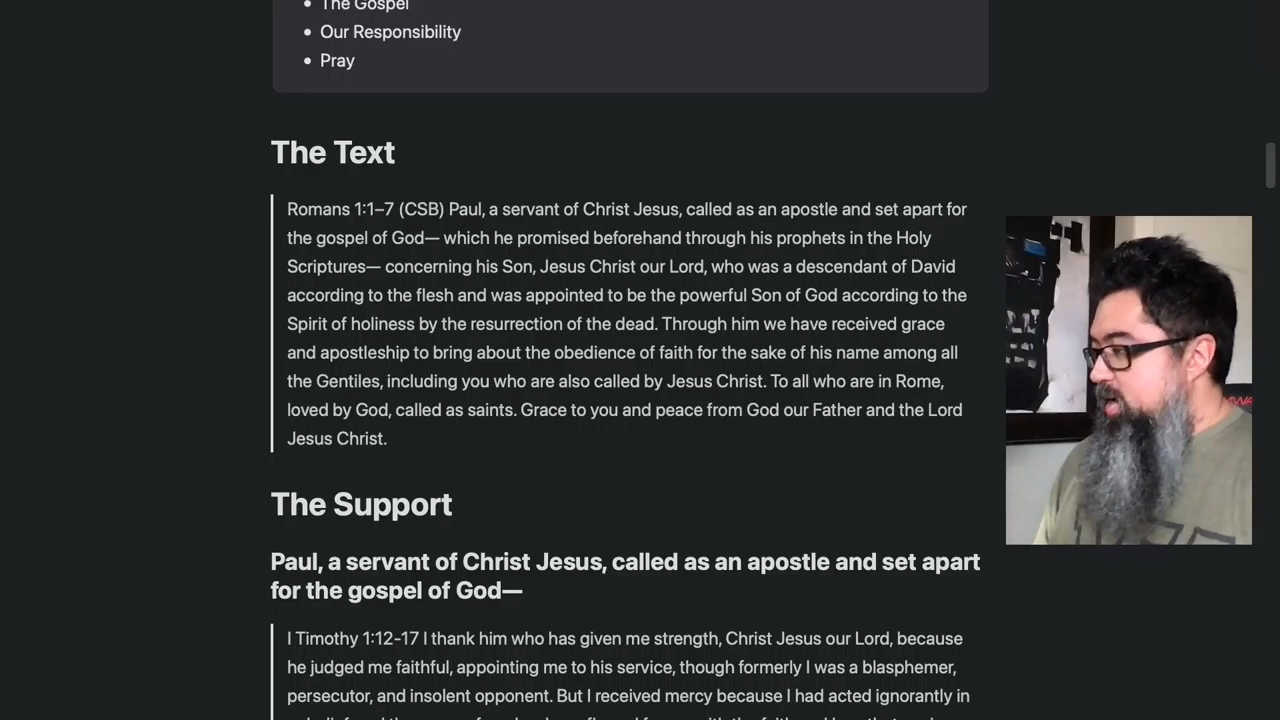 The Gospel
Our Responsibility
Pray
The Text
Romans 1:1–7 (CSB) Paul, a servant of Christ Jesus, called as an apostle and set apart for
the gospel of God— which he promised beforehand through his prophets in the Holy
Scriptures— concerning his Son, Jesus Christ our Lord, who was a descendant of David
according to the flesh and was appointed to be the powerful Son of God according to the
Spirit of holiness by the resurrection of the dead. Through him we have received grace
and apostleship to bring about the obedience of faith for the sake of his name among all
the Gentiles, including you who are also called by Jesus Christ. To all who are in Rome,
loved by God, called as saints. Grace to you and peace from God our Father and the Lord
Jesus Christ.
The Support
Paul, a servant of Christ Jesus, called as an apostle and set apart
for the gospel of God—
I Timothy 1:12-17 I thank him who has given me strength, Christ Jesus our Lord, because
he judged me faithful, appointing me to his service, though formerly I was a blasphemer,
persecutor, and insolent opponent. But I received mercy because I had acted ignorantly in